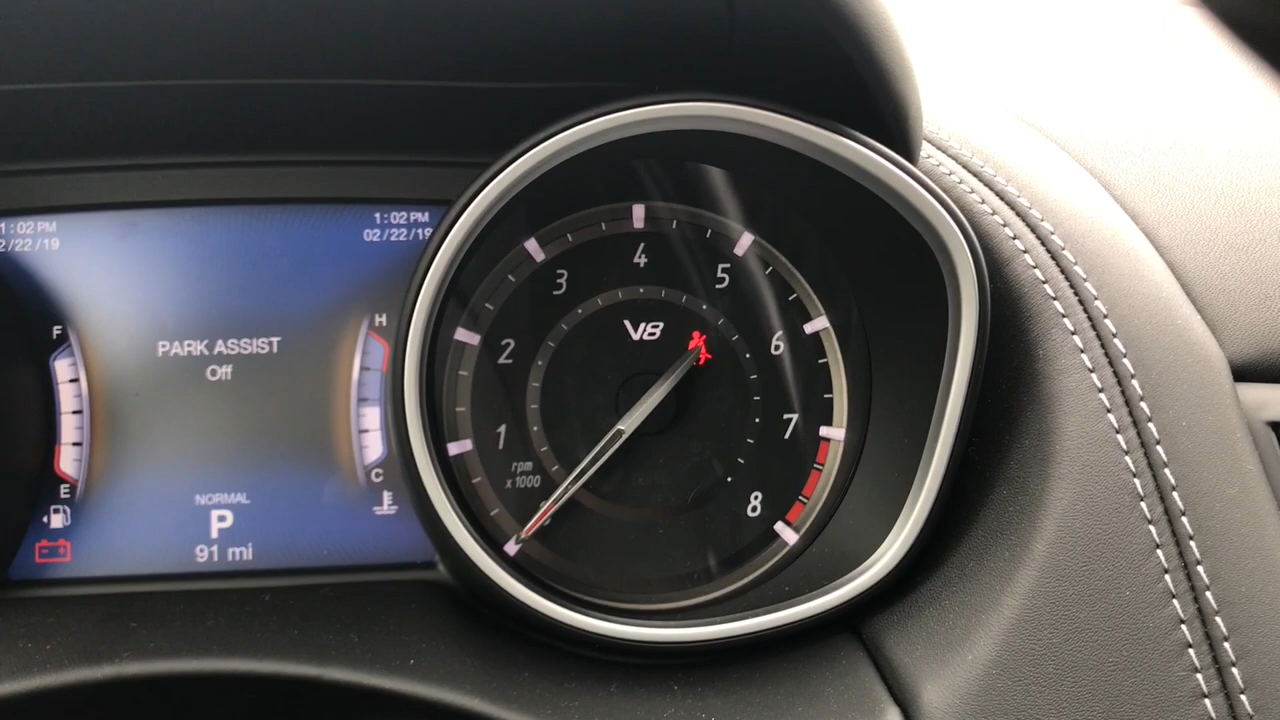 1:02 PM
2/22/19
1:02 PM
02/22/19
F
E
PARK ASSIST
Off
H
C
NORMAL
P
91 mi
V8
1
2
3
4
5
6
7
8
rpm
x 1000